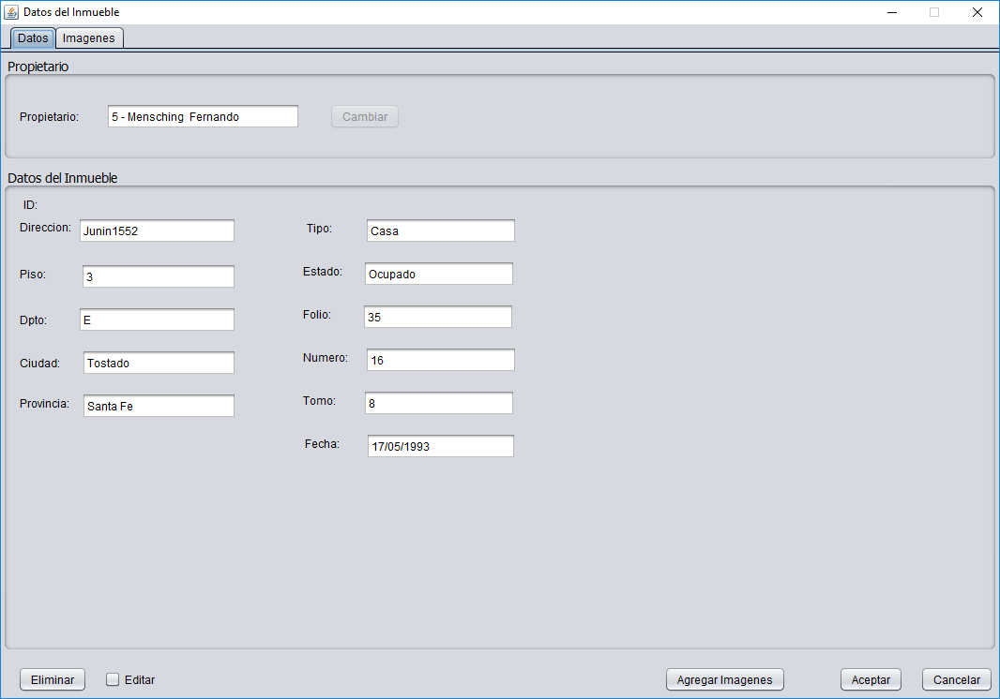 Datos del Inmueble
Datos Imagenes
Propietario
Propietario: 5 - Mensching  Fernando Cambiar
Datos del Inmueble
ID:
Direccion: Junin1552 Tipo: Casa
Piso: 3 Estado: Ocupado
Dpto: E Folio: 35
Ciudad: Tostado Numero: 16
Provincia: Santa Fe Tomo: 8
Fecha: 17/05/1993
Eliminar Editar Agregar Imagenes Aceptar Cancelar